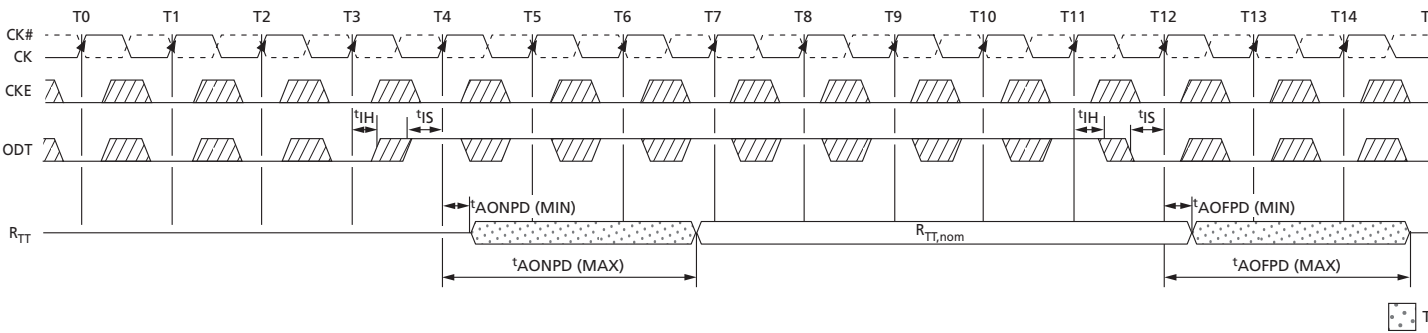 T0 T1 T2 T3 T4 T5 T6 T7 T8 T9 T10 T11 T12 T13 T14 T
CK#
CK
CKE
tIH tIS tIH tIS
ODT
tAONPD (MIN) tAOFPD (MIN)
RTT RTT,nom
tAONPD (MAX) tAOFPD (MAX)
T